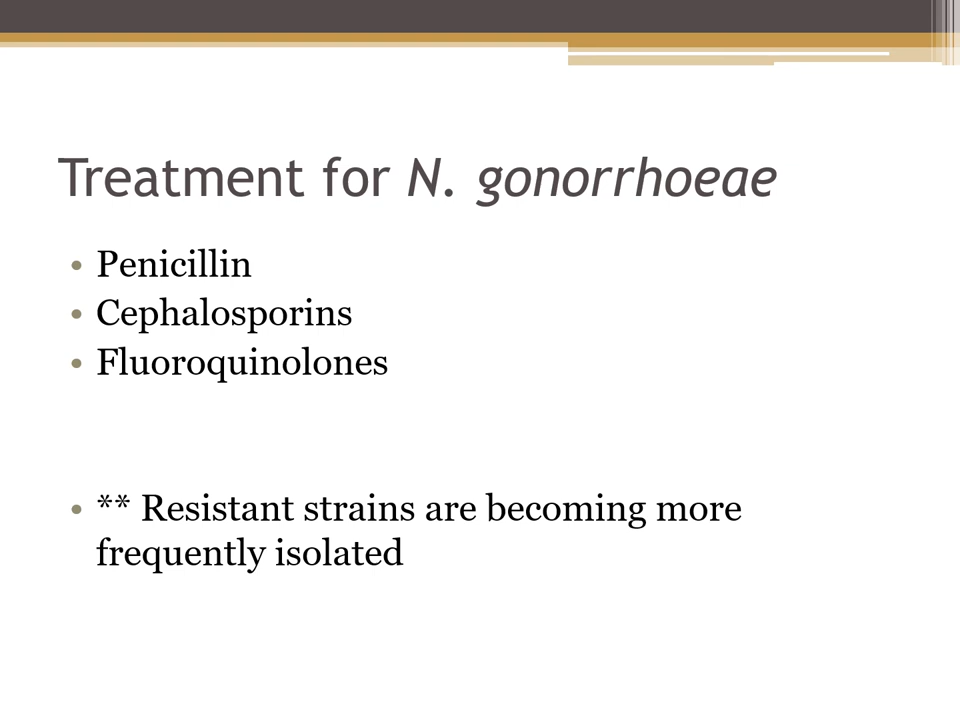 Treatment for N. gonorrhoeae
• Penicillin
• Cephalosporins
• Fluoroquinolones
• ** Resistant strains are becoming more
frequently isolated